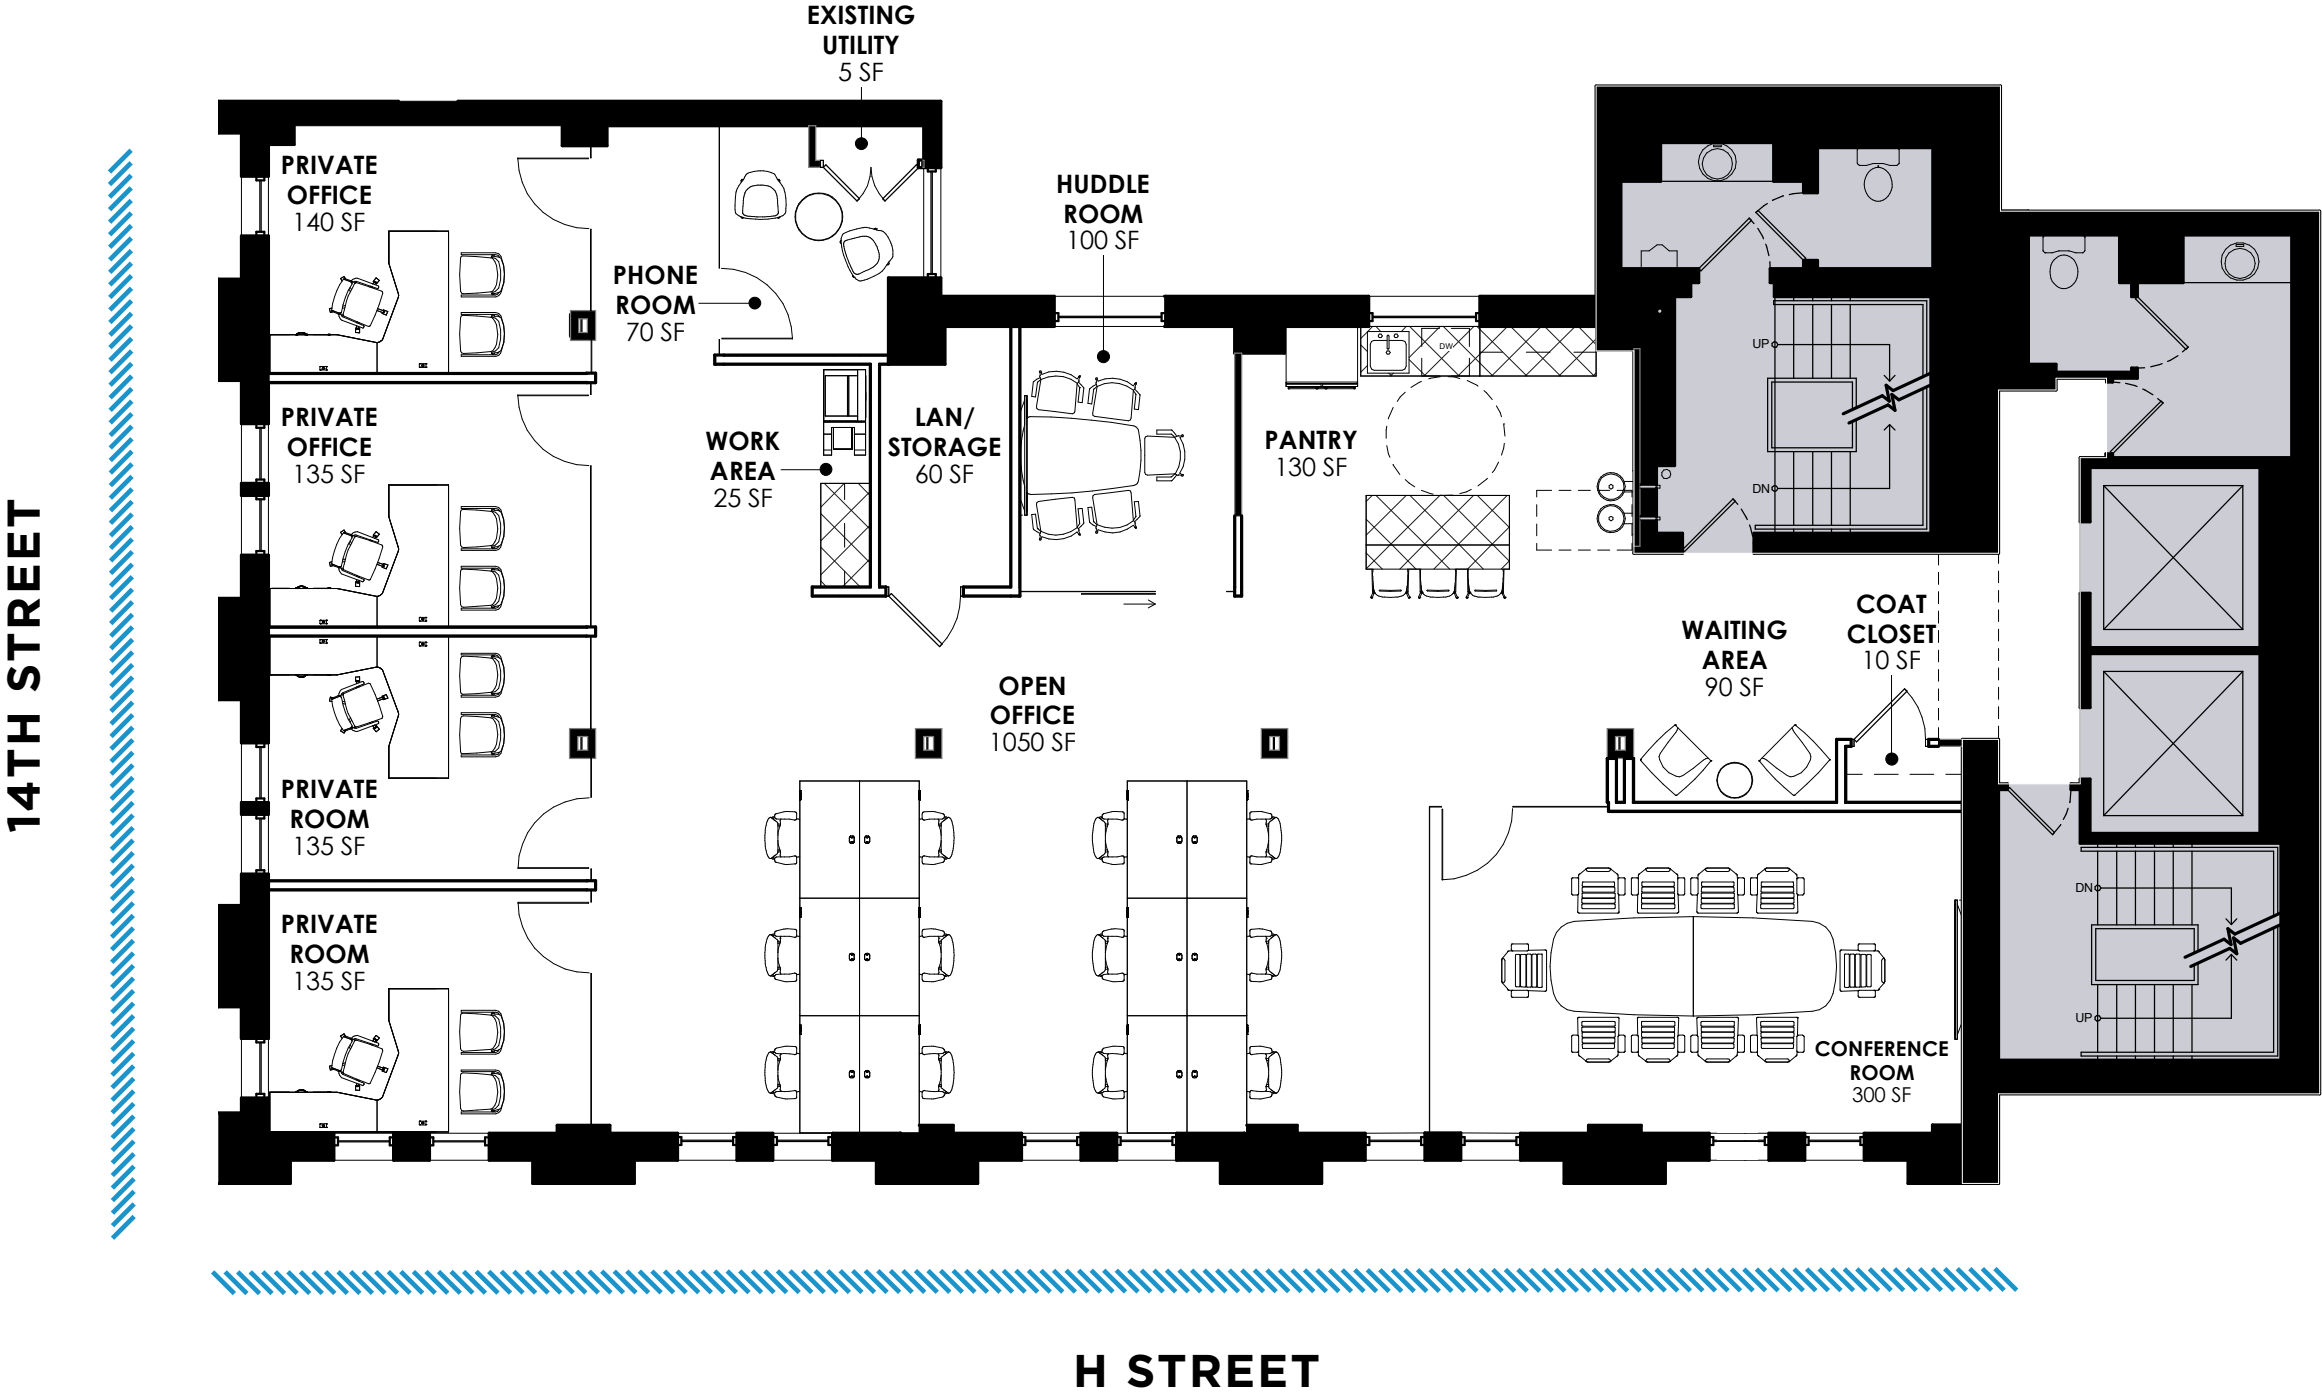 EXISTING
UTILITY
5 SF
PRIVATE
OFFICE
140 SF
HUDDLE
ROOM
100 SF
PHONE
ROOM
70 SF
UP
DW
PRIVATE
OFFICE
135 SF
WORK
AREA
25 SF
LAN/
STORAGE
60 SF
PANTRY
130 SF
DN
14TH STREET
OPEN
OFFICE
1050 SF
WAITING
AREA
90 SF
COAT
CLOSET
10 SF
PRIVATE
ROOM
135 SF
DN
PRIVATE
ROOM
135 SF
UP
CONFERENCE
ROOM
300 SF
H STREET